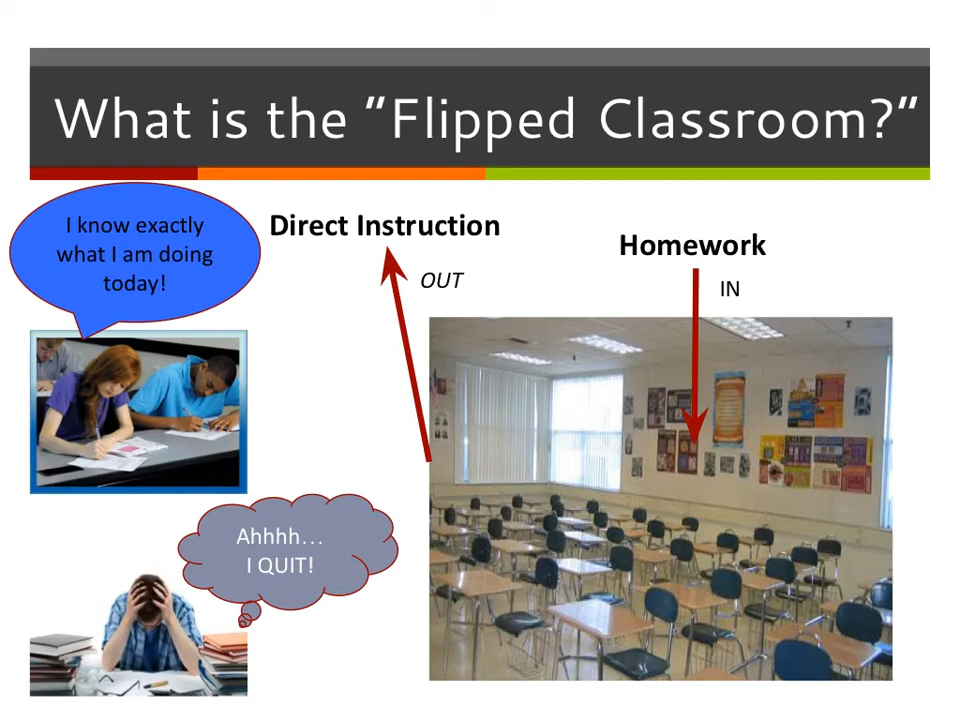 What is the ”Flipped Classroom?”
I know exactly
what I am doing
today!
Direct Instruction
OUT
Homework
IN
Ahhhh…
I QUIT!